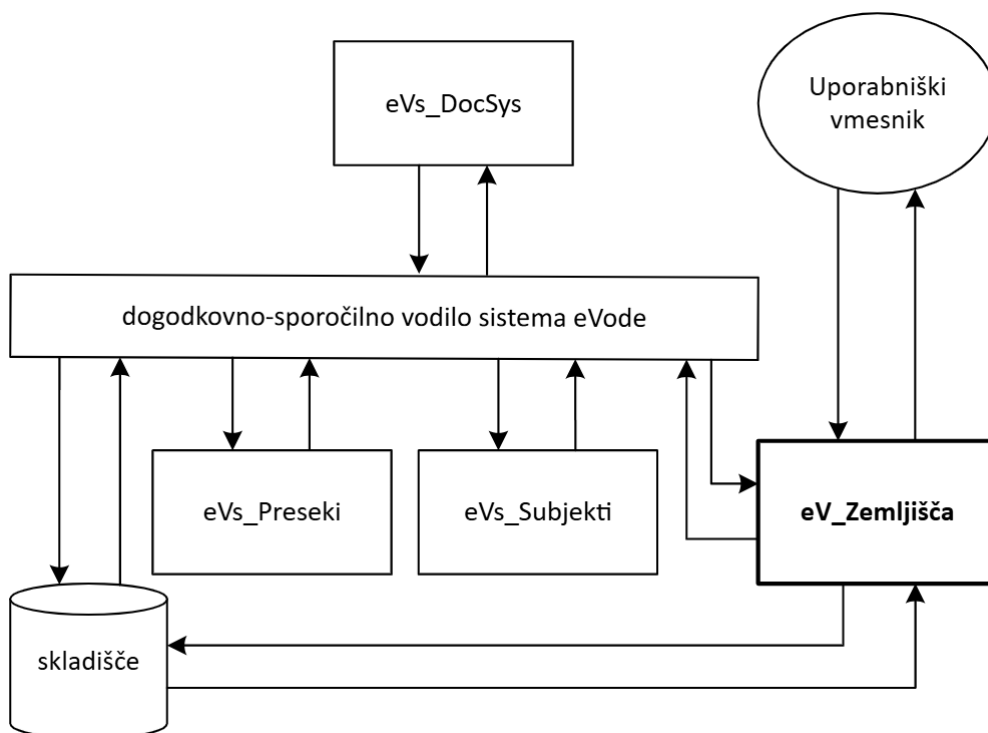 eVs_DocSys
Uporabniški
vmesnik
dogodkovno-sporočilno vodilo sistema eVode
eVs_Preseki
eVs_Subjekti
eV_Zemljišča
skladišče